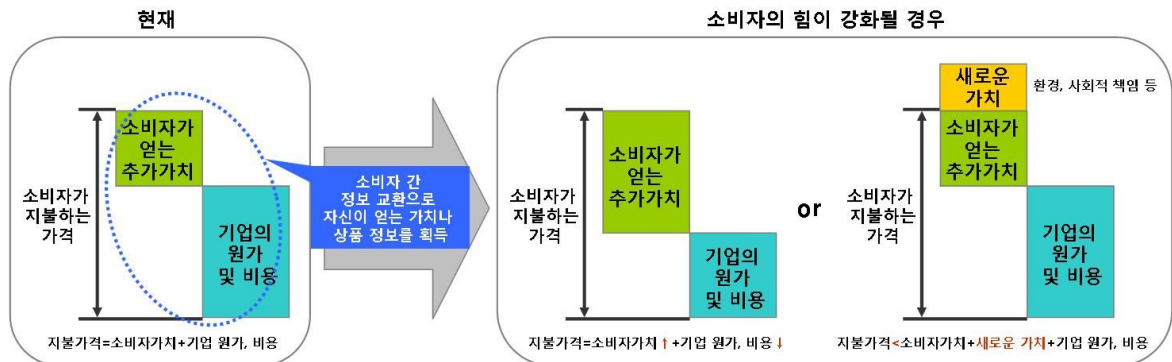 현재
소비자가
지불하는
가격
소비자가
얻는
추가가치
기업의
원가
및 비용
지불가격=소비자가치+기업 원가, 비용
소비자 간
정보 교환으로
자신이 얻는 가치나
상품 정보를 획득
소비자의 힘이 강화될 경우
소비자가
지불하는
가격
소비자가
얻는
추가가치
기업의
원가
및 비용
지불가격=소비자가치↑+기업 원가, 비용↓
or
소비자가
지불하는
가격
새로운
가치
환경, 사회적 책임 등
소비자가
얻는
추가가치
기업의
원가
및 비용
지불가격<소비자가치+새로운 가치+기업 원가, 비용